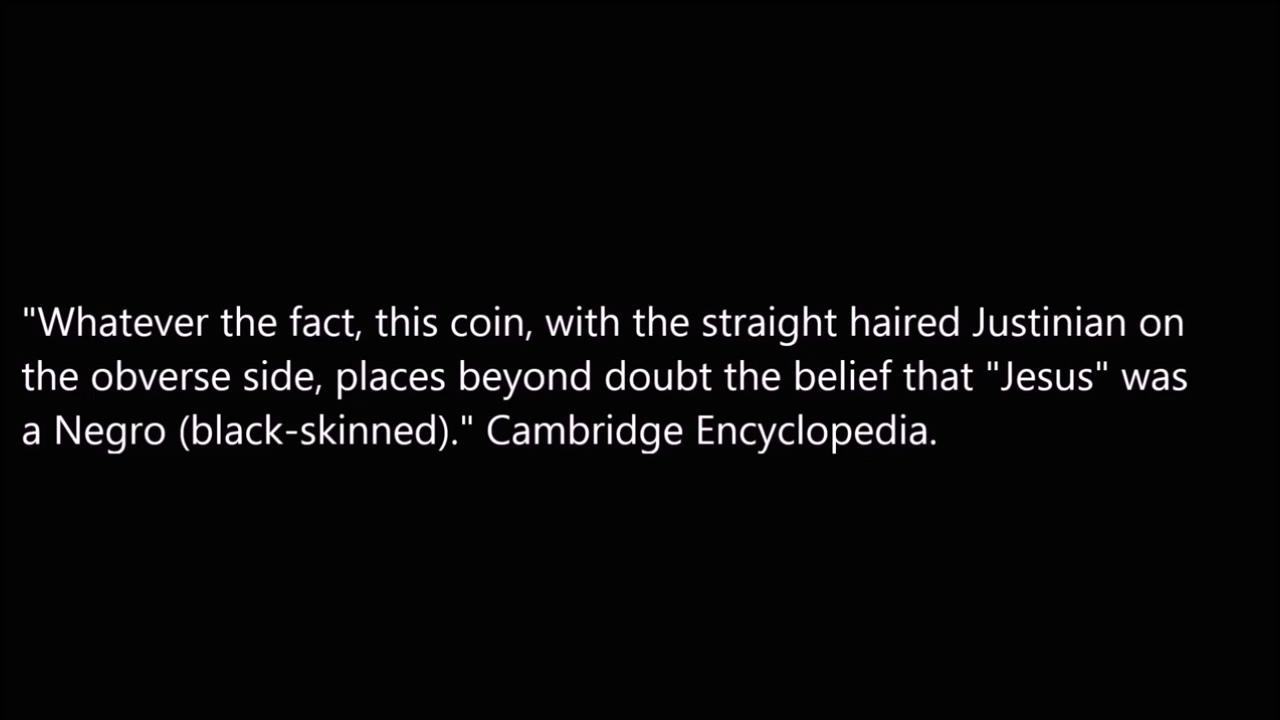 "Whatever the fact, this coin, with the straight haired Justinian on
the obverse side, places beyond doubt the belief that "Jesus" was
a Negro (black-skinned)." Cambridge Encyclopedia.